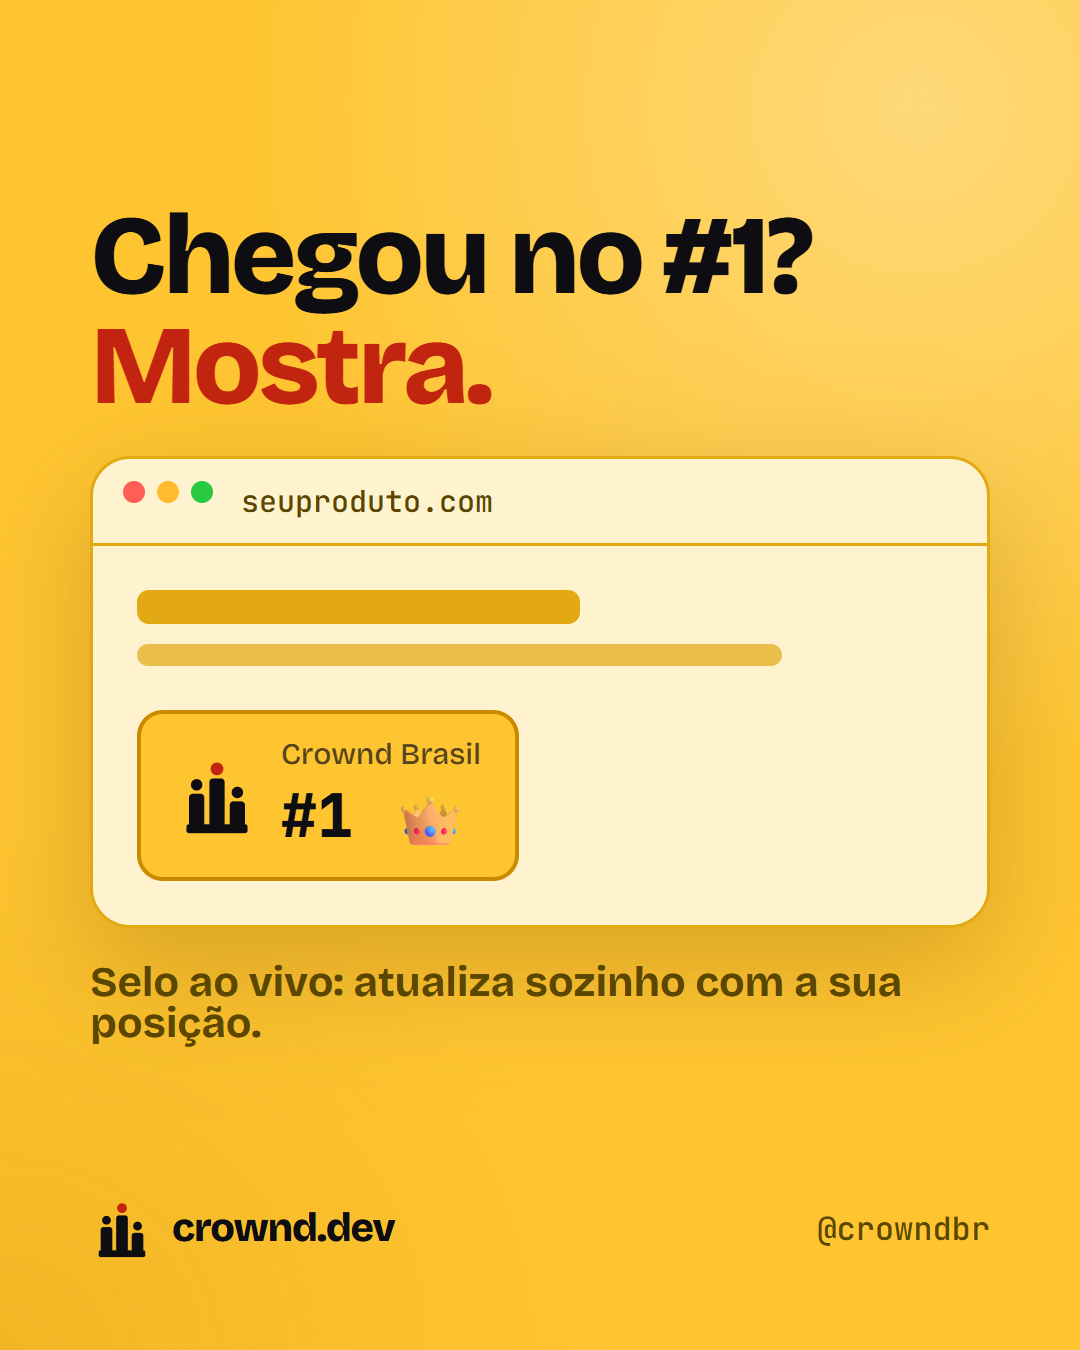 Chegou no #1?
Mostra.
seuproduto.com
Crownd Brasil
#1
Selo ao vivo: atualiza sozinho com a sua
posição.
crownd.dev
@crowndbr